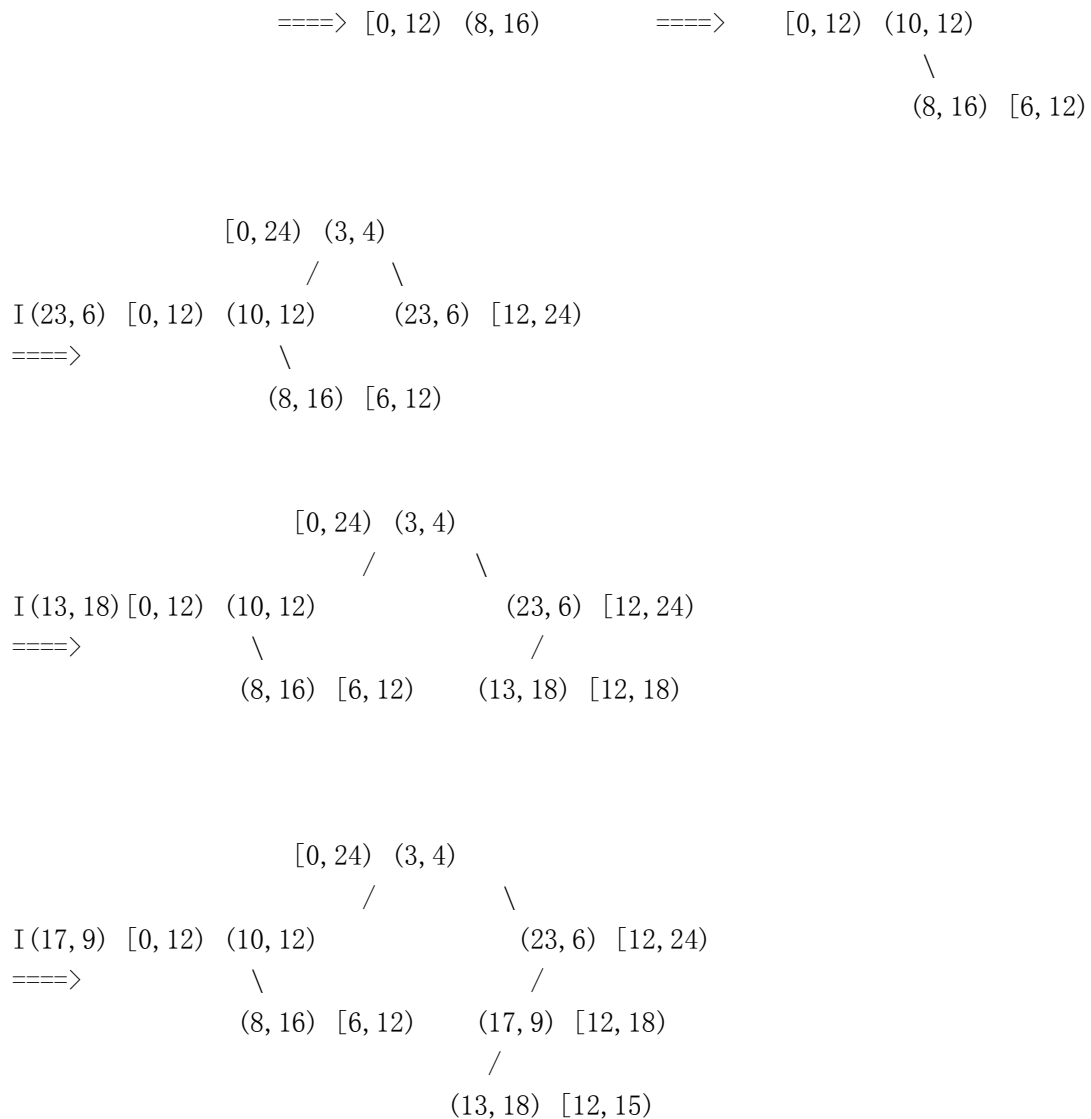 ====> [0,12) (8,16) ====> [0,12) (10,12)
\
(8,16) [6,12)
[0,24) (3,4)
/ \
I(23,6) [0,12) (10,12) (23,6) [12,24)
====> \
(8,16) [6,12)
[0,24) (3,4)
/ \
I(13,18)[0,12) (10,12) (23,6) [12,24)
====> \ /
(8,16) [6,12) (13,18) [12,18)
[0,24) (3,4)
/ \
I(17,9) [0,12) (10,12) (23,6) [12,24)
====> \ /
(8,16) [6,12) (17,9) [12,18)
/
(13,18) [12,15)